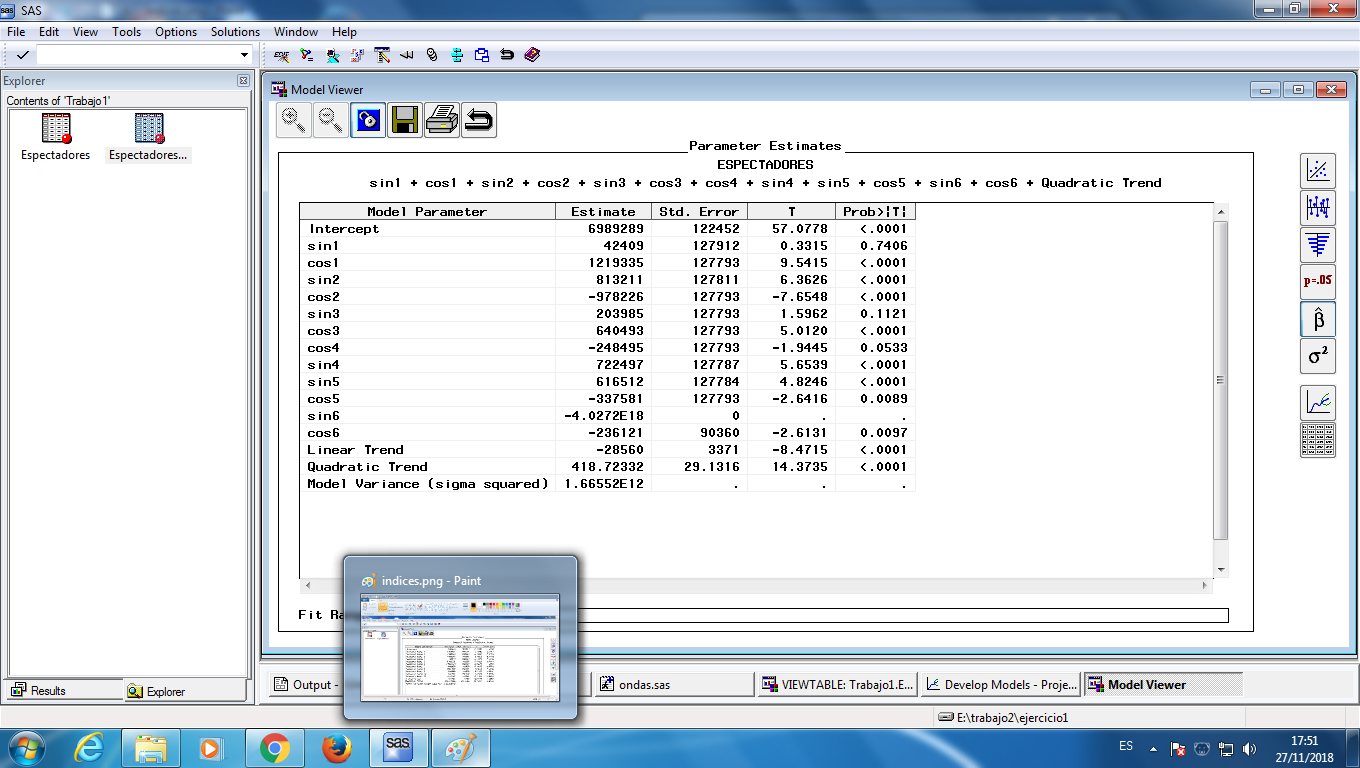 sas SAS
File Edit View Tools Options Solutions Window Help
Explorer
Contents of 'Trabajo1'
Espectadores Espectadores...
Model Viewer
Parameter Estimates
ESPECTADORES
sin1 + cos1 + sin2 + cos2 + sin3 + cos3 + cos4 + sin4 + sin5 + cos5 + sin6 + cos6 + Quadratic Trend
Model Parameter Estimate Std. Error T Prob>|T|
Intercept 6989289 122452 57.0778 <.0001
sin1 42409 127912 0.3315 0.7406
cos1 1219335 127793 9.5415 <.0001
sin2 813211 127811 6.3626 <.0001
cos2 -978226 127793 -7.6548 <.0001
sin3 203985 127793 1.5962 0.1121
cos3 640493 127793 5.0120 <.0001
cos4 -248495 127793 -1.9445 0.0533
sin4 722497 127787 5.6539 <.0001
sin5 616512 127784 4.8246 <.0001
cos5 -337581 127793 -2.6416 0.0089
sin6 -4.0272E18 0 . .
cos6 -236121 90360 -2.6131 0.0097
Linear Trend -28560 3371 -8.4715 <.0001
Quadratic Trend 418.72332 29.1316 14.3735 <.0001
Model Variance (sigma squared) 1.66552E12 . . .
p=.05
β̂
σ²
Fit Ra
indices.png - Paint
Results Explorer
Output - ondas.sas VIEWTABLE: Trabajo1.E... Develop Models - Proje... Model Viewer
E:\trabajo2\ejercicio1
sas
ES
17:51
27/11/2018